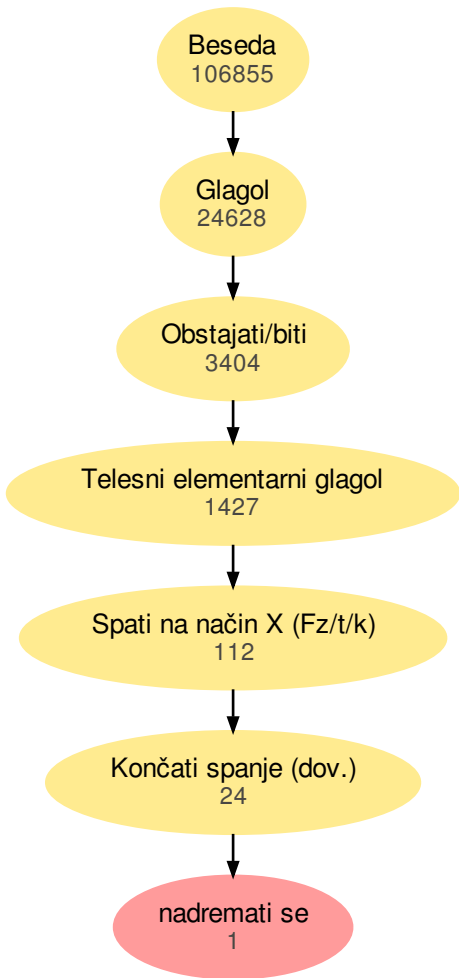 Beseda
106855
Glagol
24628
Obstajati/biti
3404
Telesni elementarni glagol
1427
Spati na način X (Fz/t/k)
112
Končati spanje (dov.)
24
nadremati se
1